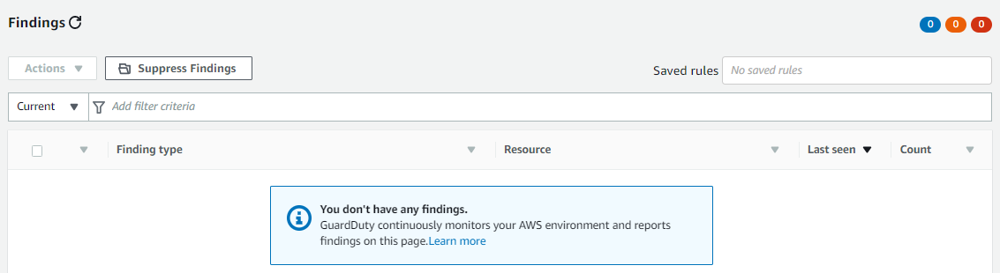 Findings
0 0 0
Actions
Suppress Findings
Saved rules
No saved rules
Current
Add filter criteria
Finding type
Resource
Last seen
Count
You don't have any findings.
GuardDuty continuously monitors your AWS environment and reports
findings on this page.Learn more